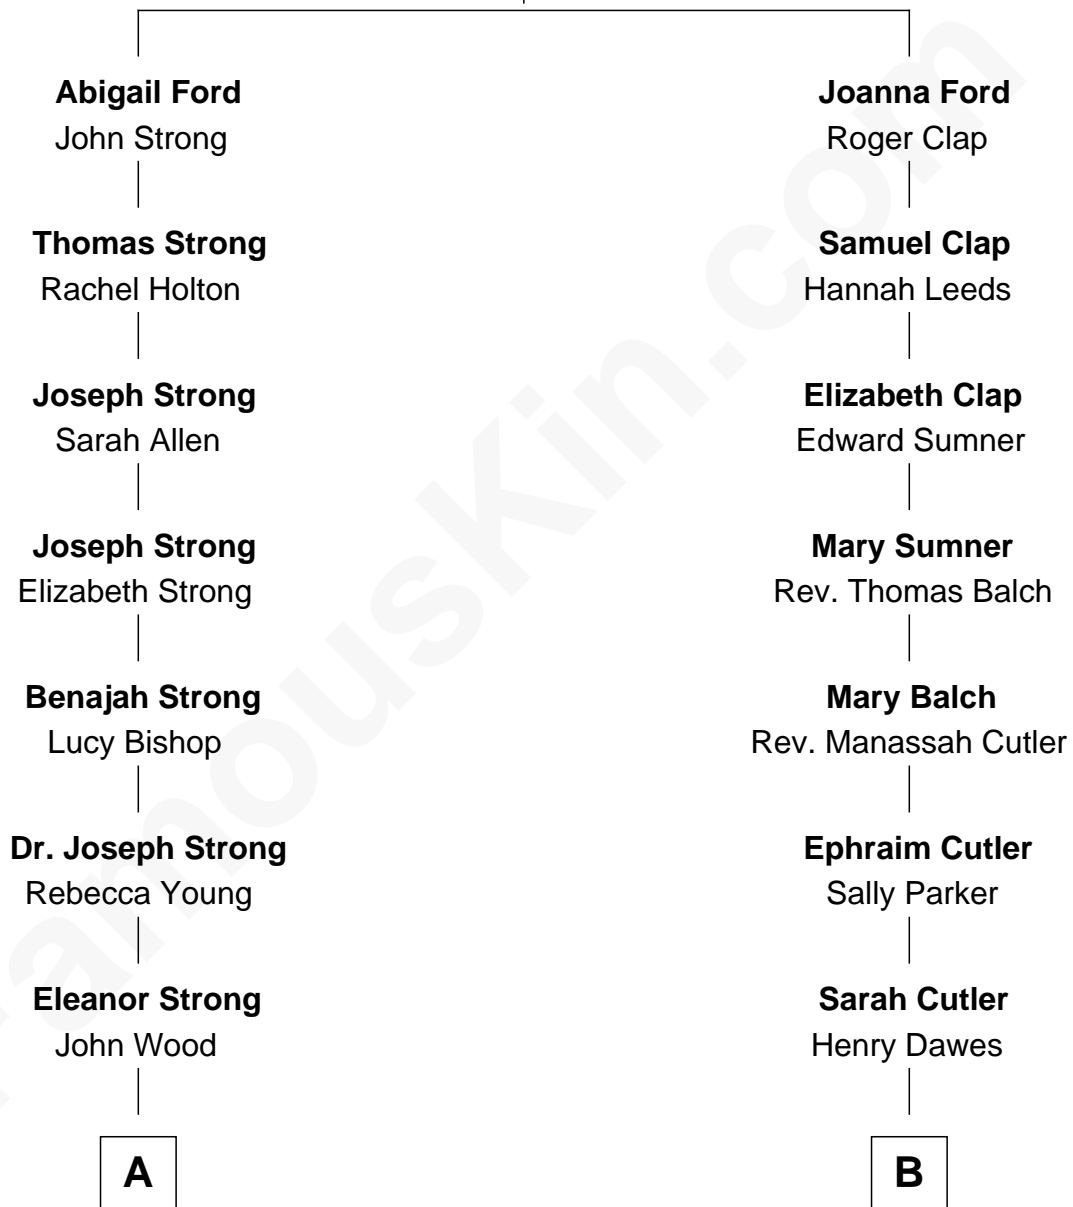 Abigail Ford
John Strong
Thomas Strong
Rachel Holton
Joseph Strong
Sarah Allen
Joseph Strong
Elizabeth Strong
Benajah Strong
Lucy Bishop
Dr. Joseph Strong
Rebecca Young
Eleanor Strong
John Wood
A
Joanna Ford
Roger Clap
Samuel Clap
Hannah Leeds
Elizabeth Clap
Edward Sumner
Mary Sumner
Rev. Thomas Balch
Mary Balch
Rev. Manassah Cutler
Ephraim Cutler
Sally Parker
Sarah Cutler
Henry Dawes
B
FamousKin.com